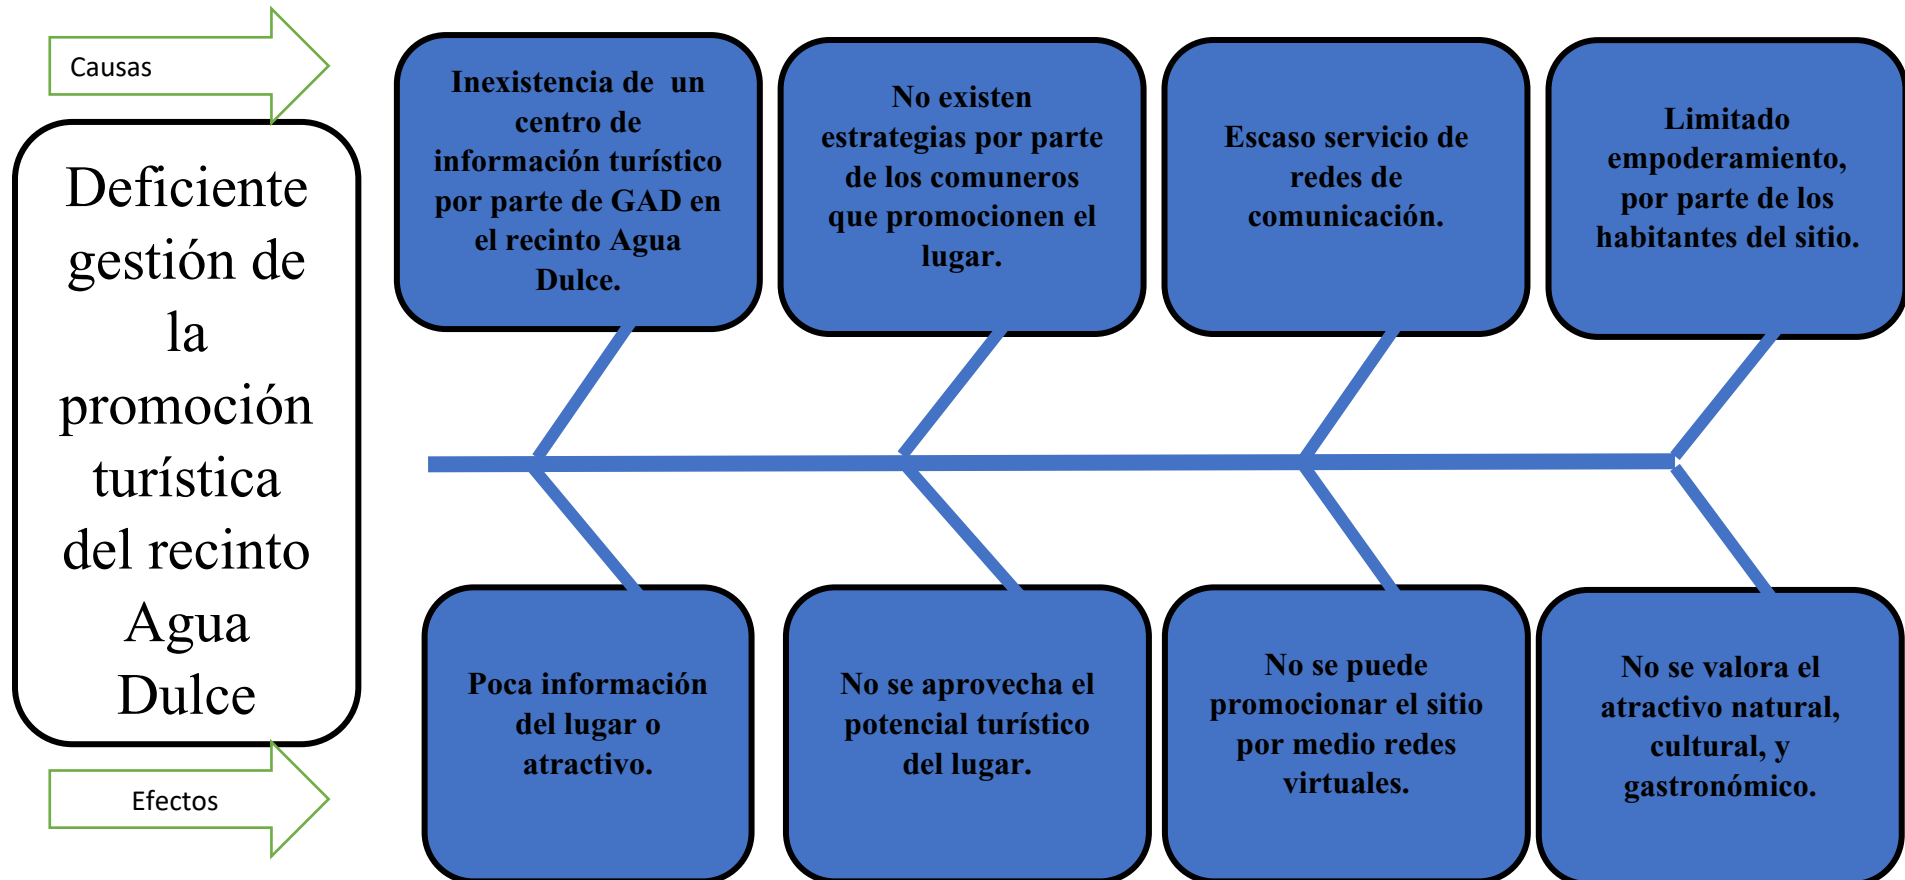 Causas
Deficiente
gestión de
la
promoción
turística
del recinto
Agua
Dulce
Efectos
Inexistencia de un
centro de
información turístico
por parte de GAD en
el recinto Agua
Dulce.
No existen
estrategias por parte
de los comuneros
que promocionen el
lugar.
Escaso servicio de
redes de
comunicación.
Limitado
empoderamiento,
por parte de los
habitantes del sitio.
Poca información
del lugar o
atractivo.
No se aprovecha el
potencial turístico
del lugar.
No se puede
promocionar el sitio
por medio redes
virtuales.
No se valora el
atractivo natural,
cultural, y
gastronómico.